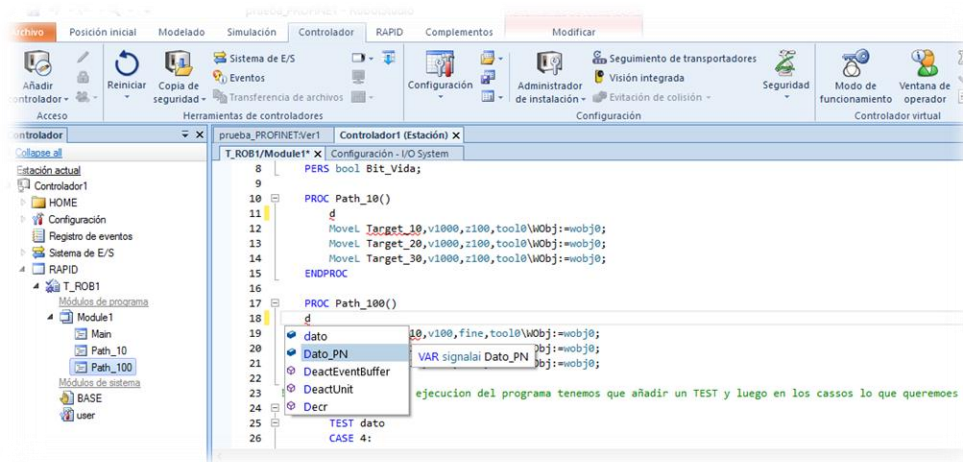 prueba_PROFINET - RobotStudio
Archivo Posición inicial Modelado Simulación Controlador RAPID Complementos Modificar
Añadir controlador
Reiniciar
Copia de seguridad
Sistema de E/S
Eventos
Transferencia de archivos
Configuración
Administrador de instalación
Seguimiento de transportadores
Visión integrada
Evitación de colisión
Seguridad
Modo de funcionamiento
Ventana de operador
Acceso Herramientas de controladores Configuración Controlador virtual
Controlador
Collapse all
Estación actual
Controlador1
HOME
Configuración
Registro de eventos
Sistema de E/S
RAPID
T_ROB1
Módulos de programa
Module1
Main
Path_10
Path_100
Módulos de sistema
BASE
user
prueba_PROFINET:Ver1 Controlador1 (Estación) X
T_ROB1/Module1* X Configuración - I/O System
8 PERS bool Bit_Vida;
9
10 PROC Path_10()
11 d
12 MoveL Target_10,v1000,z100,tool0\WObj:=wobj0;
13 MoveL Target_20,v1000,z100,tool0\WObj:=wobj0;
14 MoveL Target_30,v1000,z100,tool0\WObj:=wobj0;
15 ENDPROC
16
17 PROC Path_100()
18 d
19 10,v100,fine,tool0\WObj:=wobj0;
20 Obj:=wobj0;
21 Obj:=wobj0;
22
23 ejecucion del programa tenemos que añadir un TEST y luego en los cassos lo que queremoes
24
25 TEST dato
26 CASE 4:
dato
Dato_PN
DeactEventBuffer
DeactUnit
Decr
VAR signalai Dato_PN